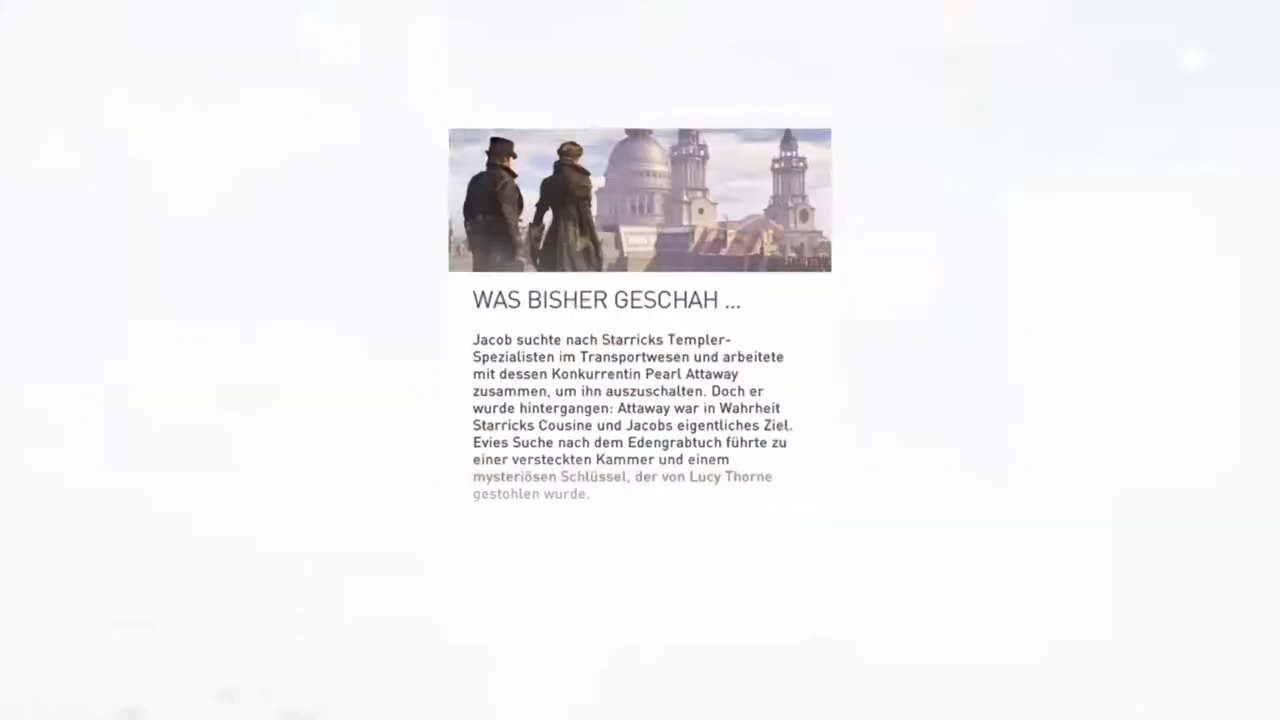 WAS BISHER GESCHAH ...
Jacob suchte nach Starricks Templer-
Spezialisten im Transportwesen und arbeitete
mit dessen Konkurrentin Pearl Attaway
zusammen, um ihn auszuschalten. Doch er
wurde hintergangen: Attaway war in Wahrheit
Starricks Cousine und Jacobs eigentliches Ziel.
Evies Suche nach dem Edengrabtuch führte zu
einer versteckten Kammer und einem
mysteriösen Schlüssel, der von Lucy Thorne
gestohlen wurde.